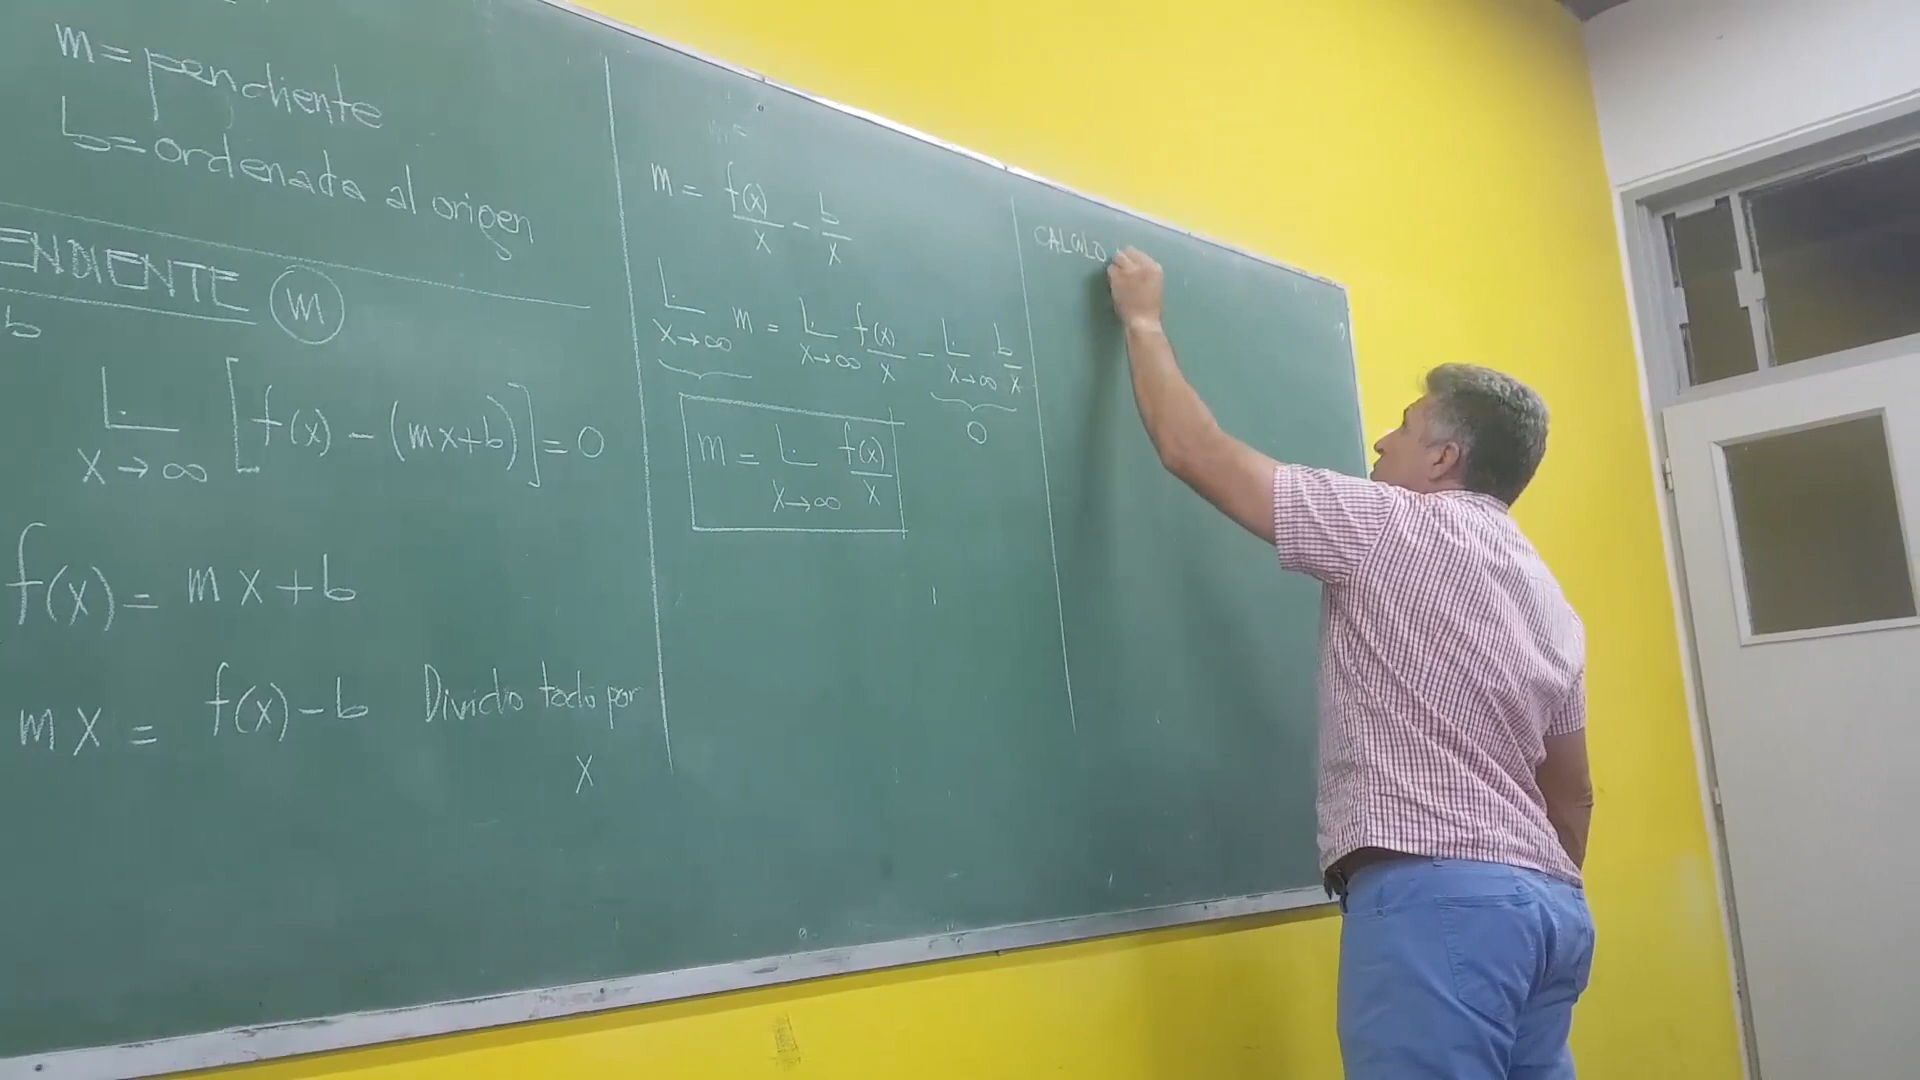 m = pendiente
b = ordenada al origen
ENDIENTE (m)
b
L. x→∞ [f(x) - (mx+b)] = 0
f(x) = mx + b
mx = f(x) - b Divido todo por
x
m = f(x)/x - b/x
L. x→∞ m = L. x→∞ f(x)/x - L. x→∞ b/x
0
m = L. x→∞ f(x)/x
CALCULO